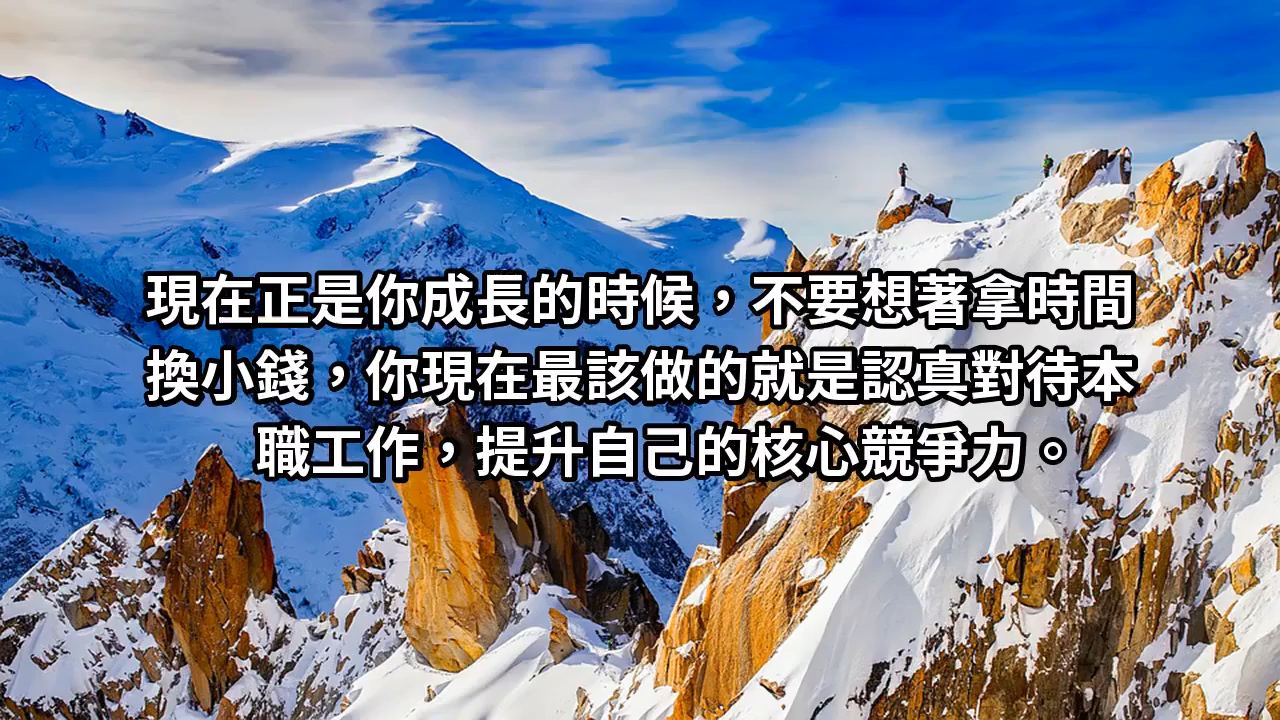 現在正是你成長的時候，不要想著拿時間
換小錢，你現在最該做的就是認真對待本
職工作，提升自己的核心競爭力。